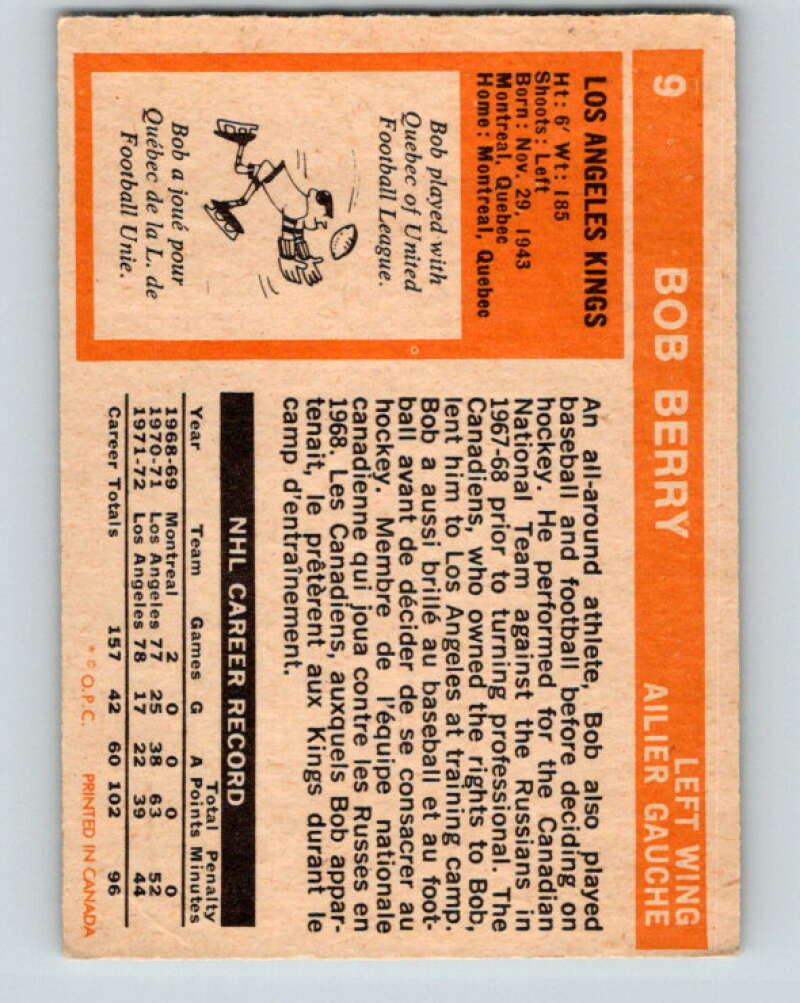 9
BOB BERRY
LEFT WING
AILIER GAUCHE
LOS ANGELES KINGS
Ht: 6' Wt: 185
Shoots: Left
Born: Nov. 29, 1943
Montreal, Quebec
Home: Montreal, Quebec
Bob played with
Quebec of United
Football League.
Bob a joué pour
Québec de la L. de
Football Unie.
An all-around athlete, Bob also played
baseball and football before deciding on
hockey. He performed for the Canadian
National Team against the Russians in
1967-68 prior to turning professional. The
Canadiens, who owned the rights to Bob,
lent him to Los Angeles at training camp.
Bob a aussi brillé au baseball et au foot-
ball avant de décider de se consacrer au
hockey. Membre de l'équipe nationale
canadienne qui joua contre les Russes en
1968. Les Canadiens, auxquels Bob appar-
tenait, le prêtèrent aux Kings durant le
camp d'entraînement.
NHL CAREER RECORD
Total Penalty
Year Team Games G A Points Minutes
1968-69 Montreal 2 0 0 0 0
1970-71 Los Angeles 77 25 38 63 52
1971-72 Los Angeles 78 17 22 39 44
Career Totals 157 42 60 102 96
* © O.P.C. PRINTED IN CANADA